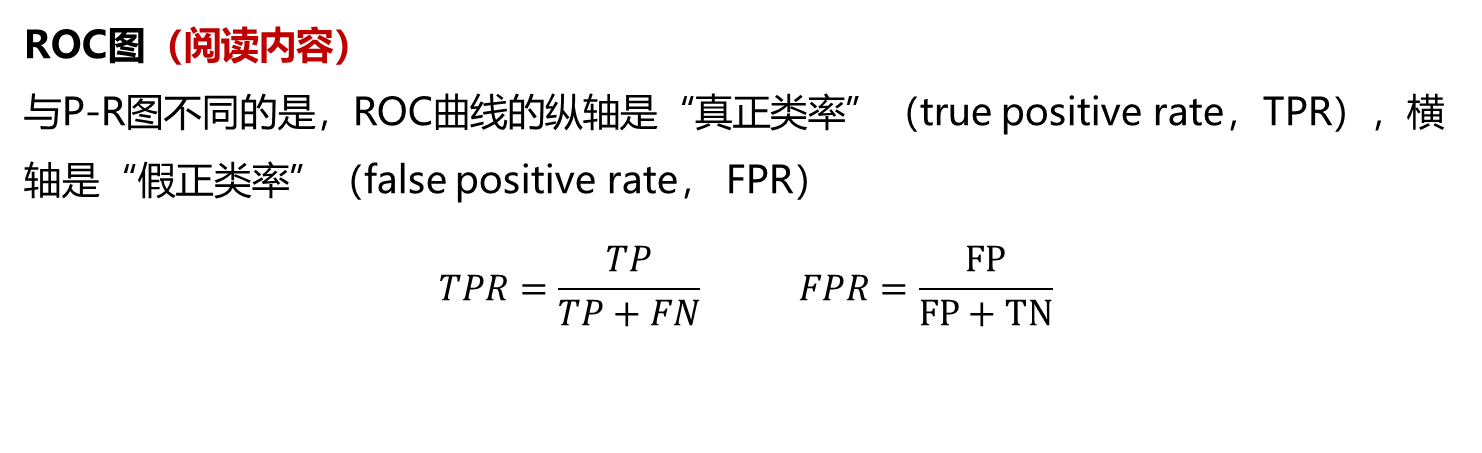 ROC图（阅读内容）
与P-R图不同的是，ROC曲线的纵轴是“真正类率”（true positive rate，TPR），横
轴是“假正类率”（false positive rate， FPR）
TPR = TP / (TP + FN)    FPR = FP / (FP + TN)